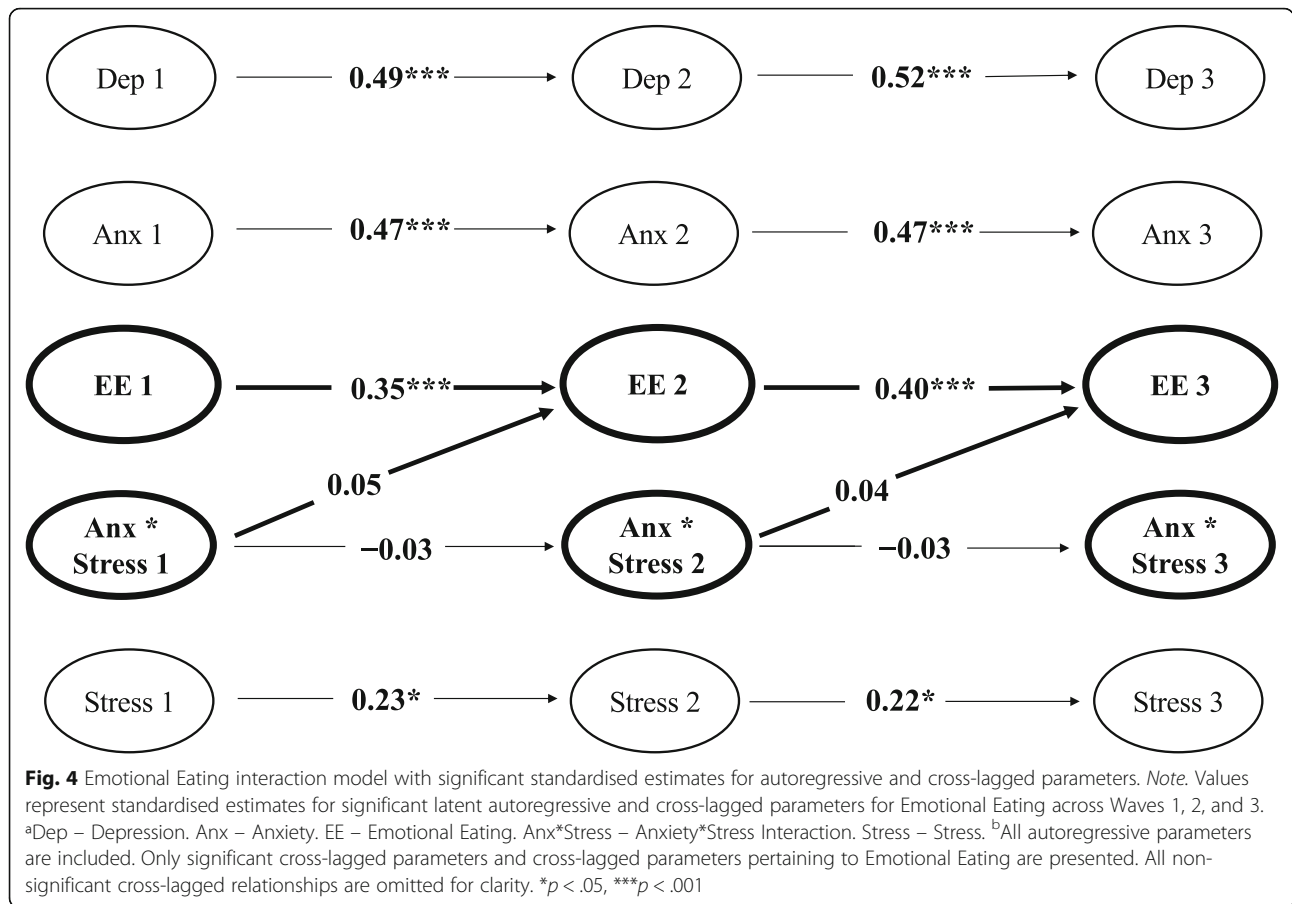 Dep 1 0.49*** Dep 2 0.52*** Dep 3
Anx 1 0.47*** Anx 2 0.47*** Anx 3
EE 1 0.35*** EE 2 0.40*** EE 3
0.05 0.04
Anx * Anx * Anx *
Stress 1 −0.03 Stress 2 −0.03 Stress 3
Stress 1 0.23* Stress 2 0.22* Stress 3
Fig. 4 Emotional Eating interaction model with significant standardised estimates for autoregressive and cross-lagged parameters. Note. Values
represent standardised estimates for significant latent autoregressive and cross-lagged parameters for Emotional Eating across Waves 1, 2, and 3.
ᵃDep – Depression. Anx – Anxiety. EE – Emotional Eating. Anx*Stress – Anxiety*Stress Interaction. Stress – Stress. ᵇAll autoregressive parameters
are included. Only significant cross-lagged parameters and cross-lagged parameters pertaining to Emotional Eating are presented. All non-
significant cross-lagged relationships are omitted for clarity. *p < .05, ***p < .001